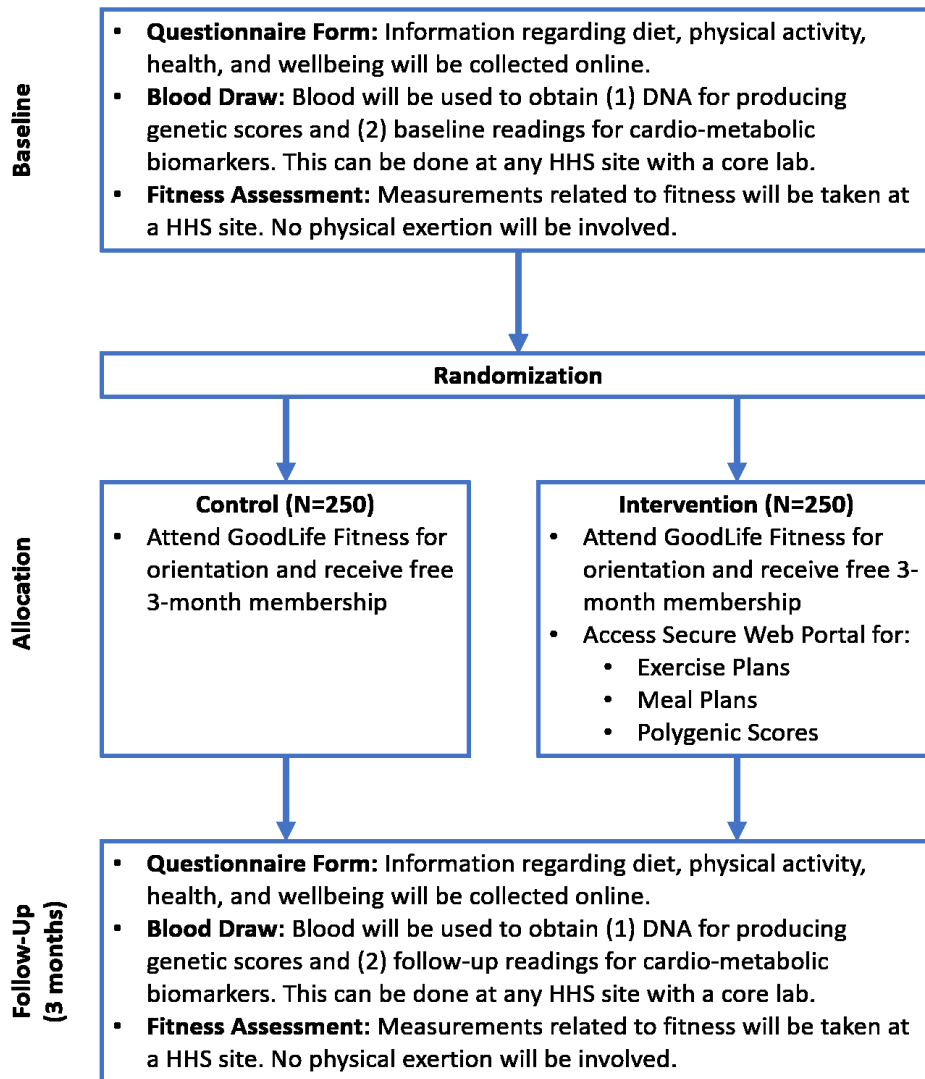 Baseline
• Questionnaire Form: Information regarding diet, physical activity,
health, and wellbeing will be collected online.
• Blood Draw: Blood will be used to obtain (1) DNA for producing
genetic scores and (2) baseline readings for cardio-metabolic
biomarkers. This can be done at any HHS site with a core lab.
• Fitness Assessment: Measurements related to fitness will be taken at
a HHS site. No physical exertion will be involved.
Randomization
Allocation
Control (N=250)
• Attend GoodLife Fitness for
orientation and receive free
3-month membership
Intervention (N=250)
• Attend GoodLife Fitness for
orientation and receive free 3-
month membership
• Access Secure Web Portal for:
• Exercise Plans
• Meal Plans
• Polygenic Scores
Follow-Up
(3 months)
• Questionnaire Form: Information regarding diet, physical activity,
health, and wellbeing will be collected online.
• Blood Draw: Blood will be used to obtain (1) DNA for producing
genetic scores and (2) follow-up readings for cardio-metabolic
biomarkers. This can be done at any HHS site with a core lab.
• Fitness Assessment: Measurements related to fitness will be taken at
a HHS site. No physical exertion will be involved.